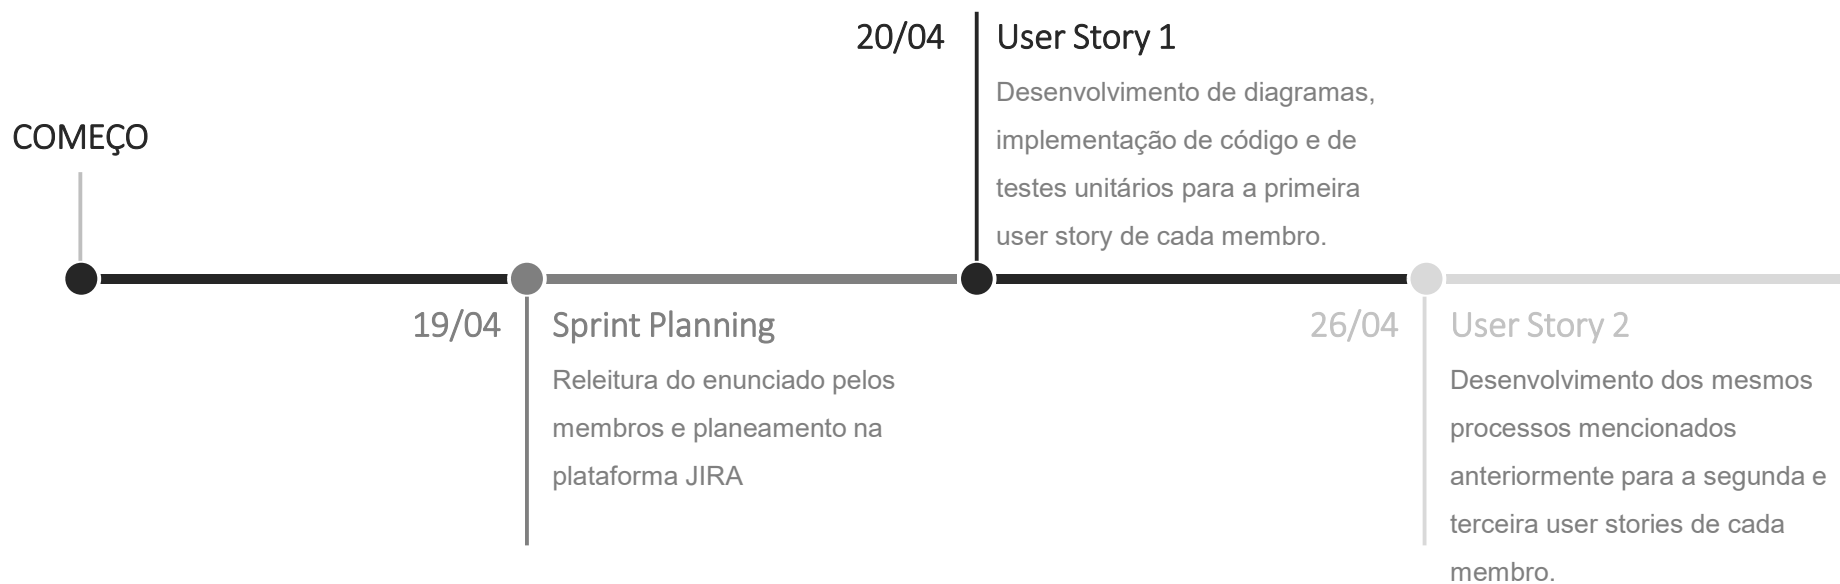 COMEÇO
19/04
Sprint Planning
Releitura do enunciado pelos
membros e planeamento na
plataforma JIRA
20/04
User Story 1
Desenvolvimento de diagramas,
implementação de código e de
testes unitários para a primeira
user story de cada membro.
26/04
User Story 2
Desenvolvimento dos mesmos
processos mencionados
anteriormente para a segunda e
terceira user stories de cada
membro.